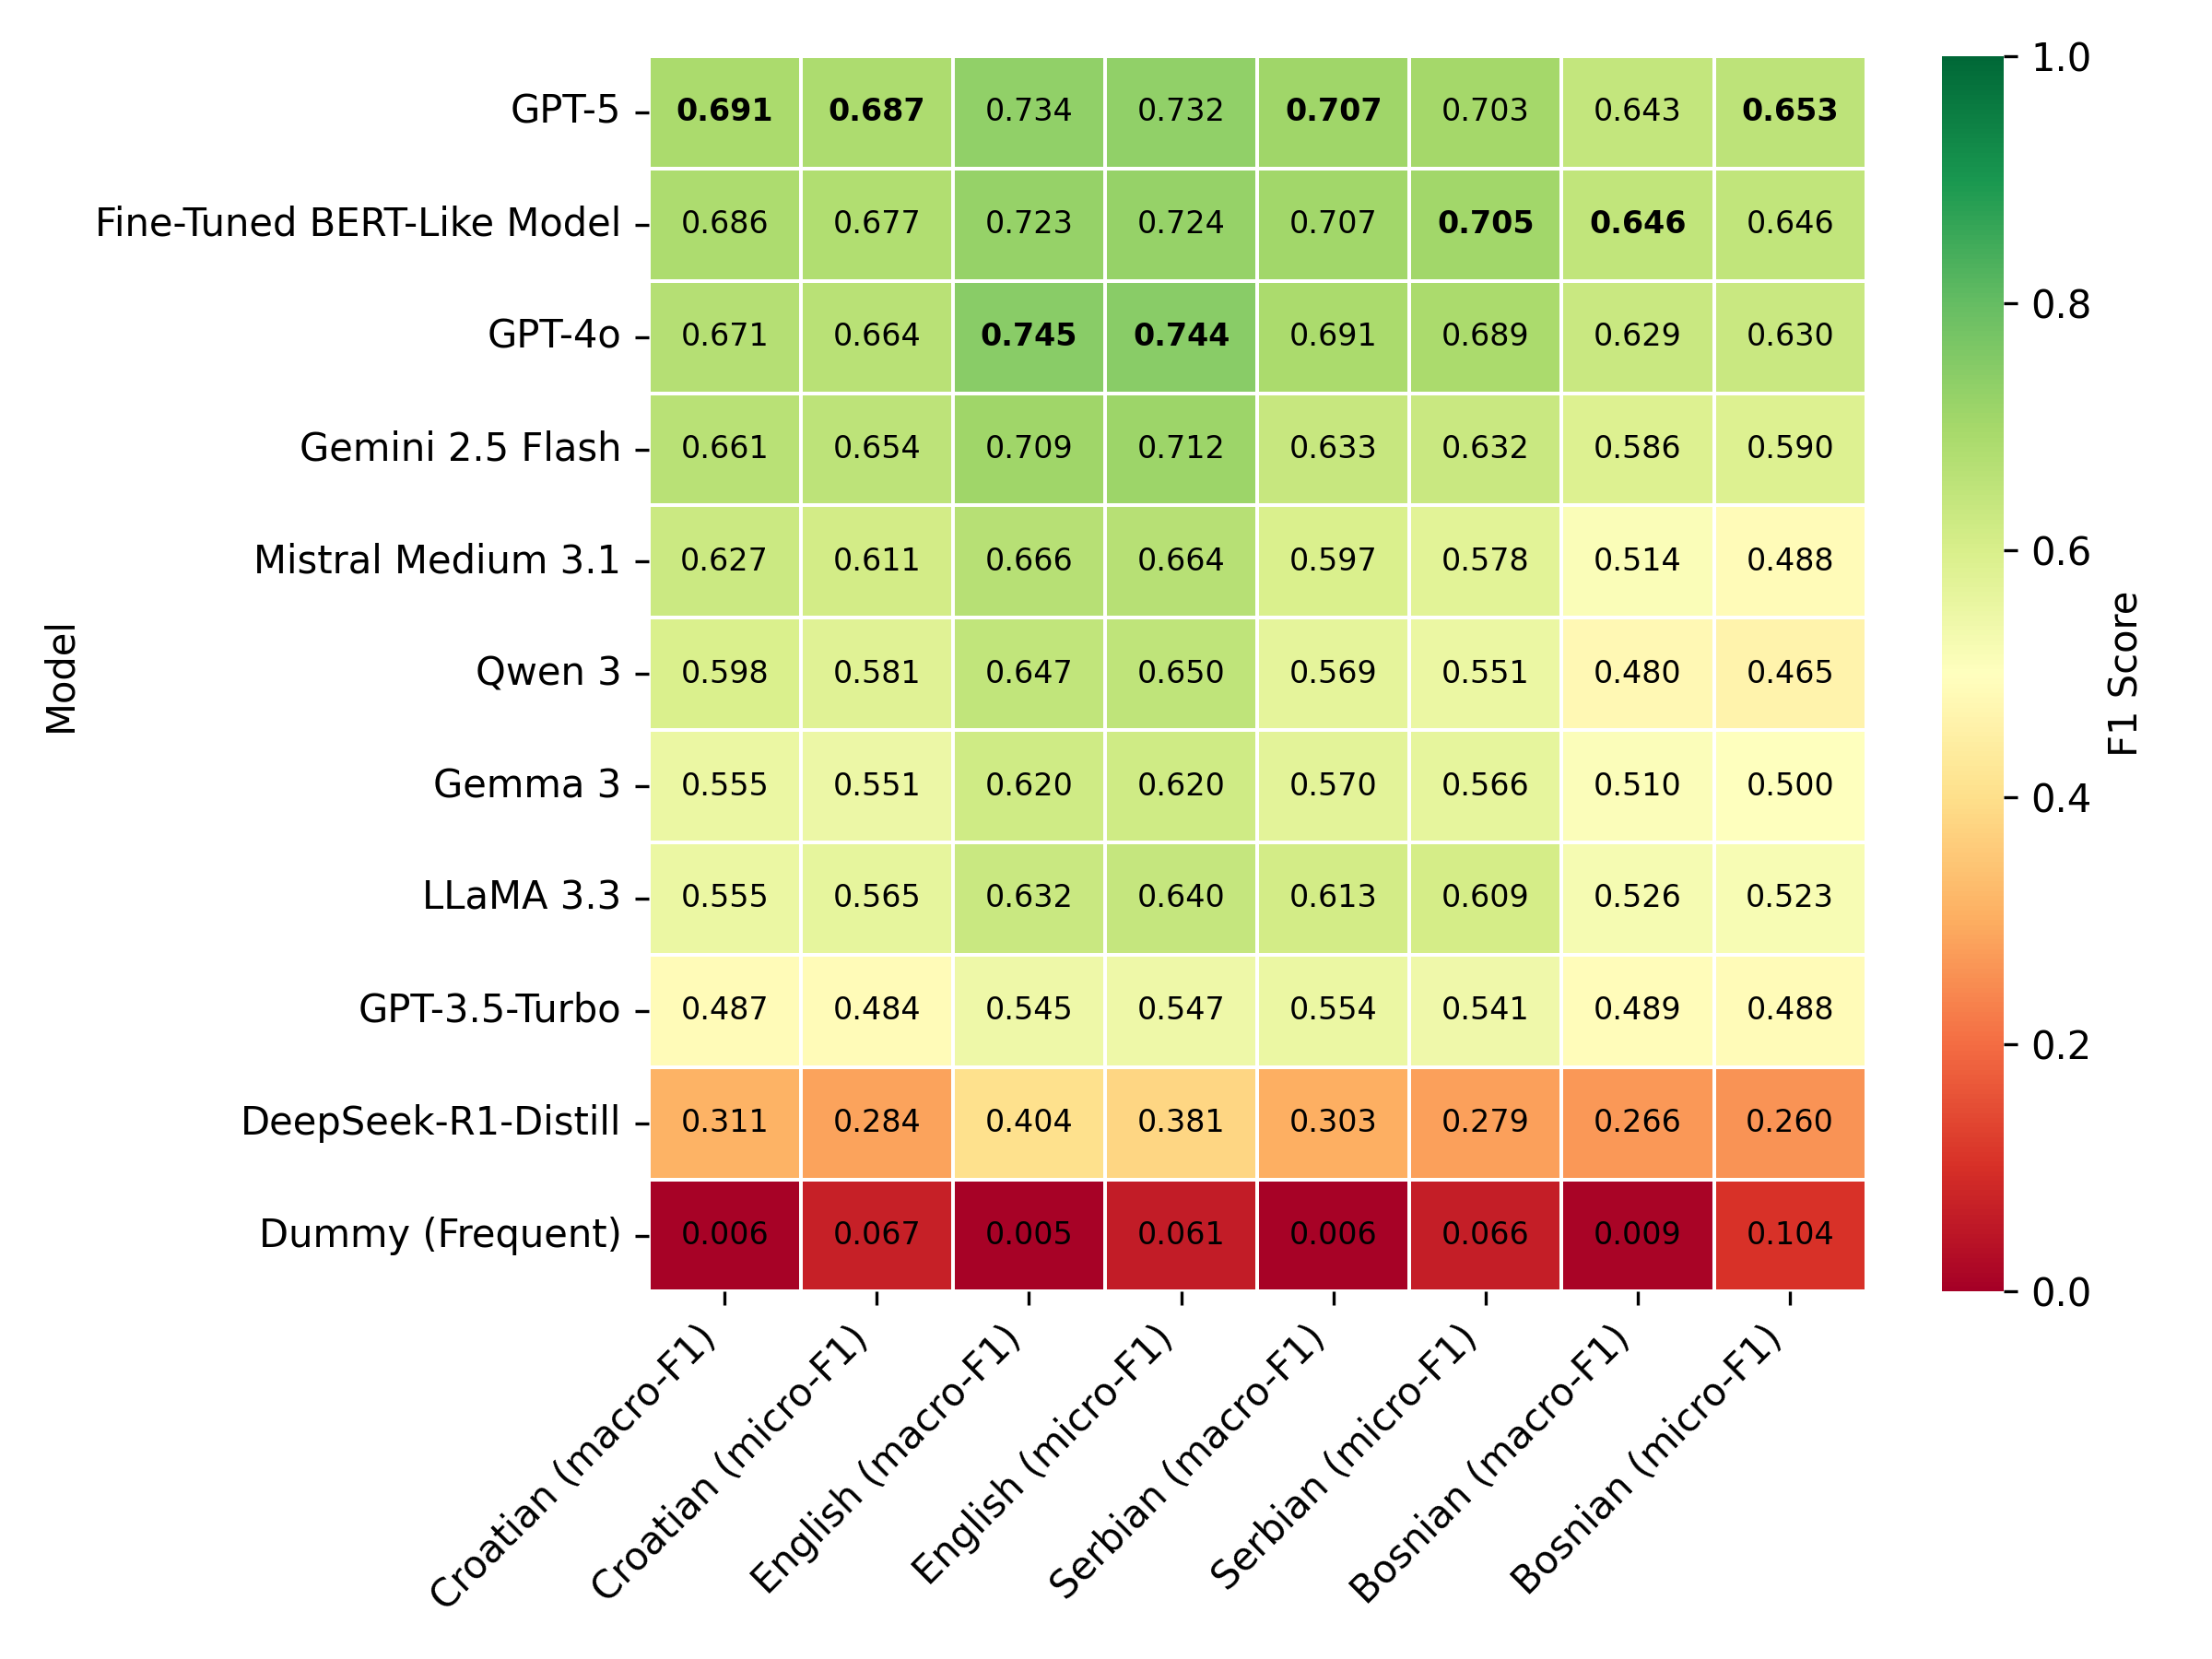 GPT-5 0.691 0.687 0.734 0.732 0.707 0.703 0.643 0.653
Fine-Tuned BERT-Like Model 0.686 0.677 0.723 0.724 0.707 0.705 0.646 0.646
GPT-4o 0.671 0.664 0.745 0.744 0.691 0.689 0.629 0.630
Gemini 2.5 Flash 0.661 0.654 0.709 0.712 0.633 0.632 0.586 0.590
Mistral Medium 3.1 0.627 0.611 0.666 0.664 0.597 0.578 0.514 0.488
Qwen 3 0.598 0.581 0.647 0.650 0.569 0.551 0.480 0.465
Gemma 3 0.555 0.551 0.620 0.620 0.570 0.566 0.510 0.500
LLaMA 3.3 0.555 0.565 0.632 0.640 0.613 0.609 0.526 0.523
GPT-3.5-Turbo 0.487 0.484 0.545 0.547 0.554 0.541 0.489 0.488
DeepSeek-R1-Distill 0.311 0.284 0.404 0.381 0.303 0.279 0.266 0.260
Dummy (Frequent) 0.006 0.067 0.005 0.061 0.006 0.066 0.009 0.104
Model
Croatian (macro-F1)
Croatian (micro-F1)
English (macro-F1)
English (micro-F1)
Serbian (macro-F1)
Serbian (micro-F1)
Bosnian (macro-F1)
Bosnian (micro-F1)
1.0
0.8
0.6
0.4
0.2
0.0
F1 Score